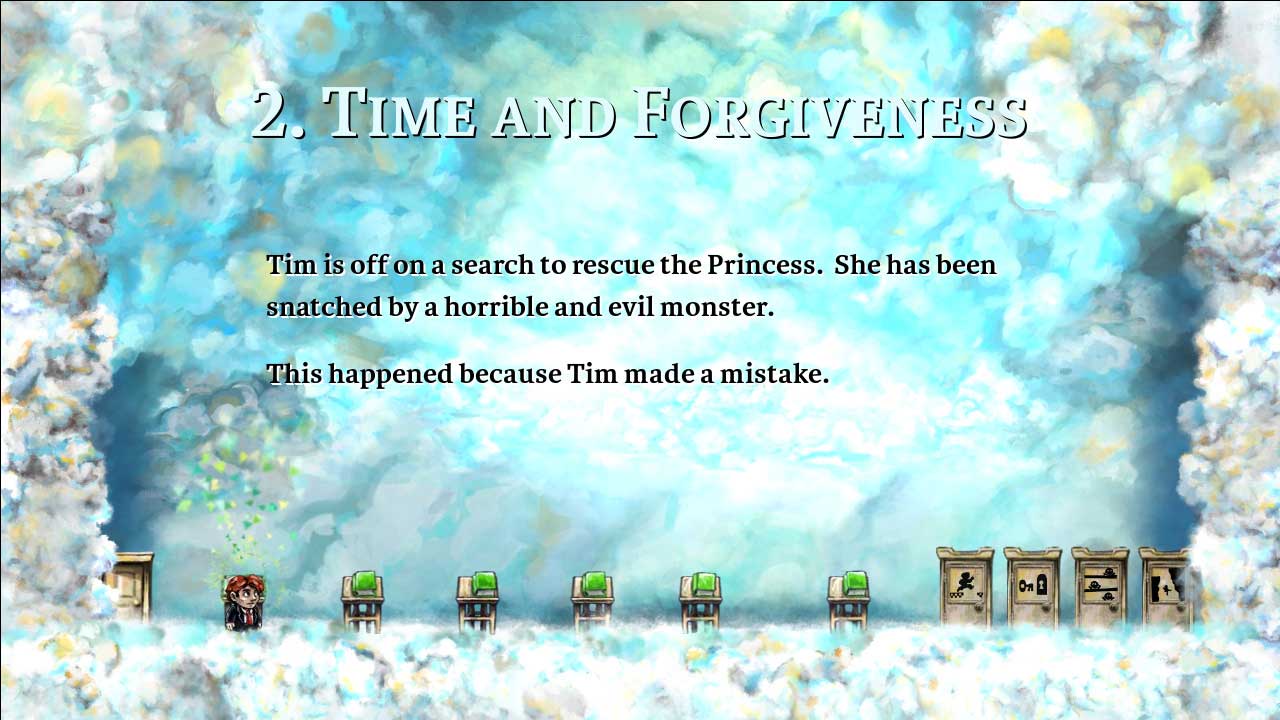 2. Time and Forgiveness
Tim is off on a search to rescue the Princess.  She has been
snatched by a horrible and evil monster.
This happened because Tim made a mistake.